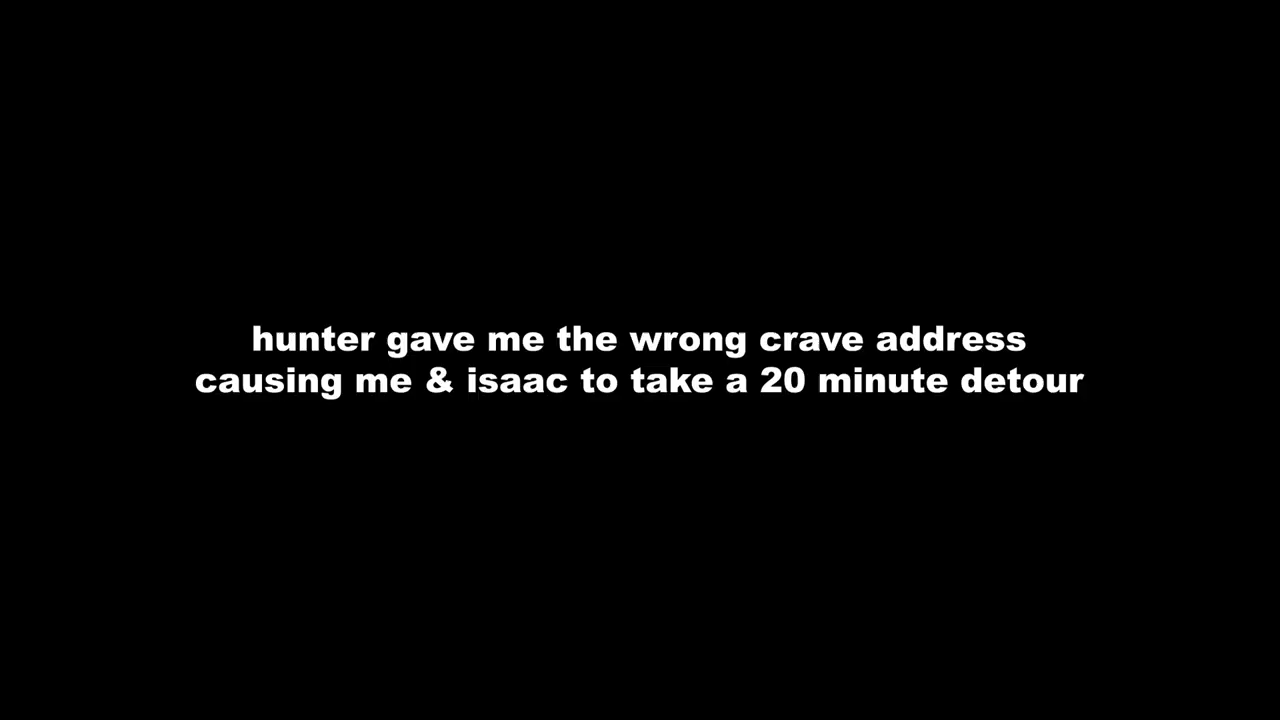 hunter gave me the wrong crave address
causing me & isaac to take a 20 minute detour